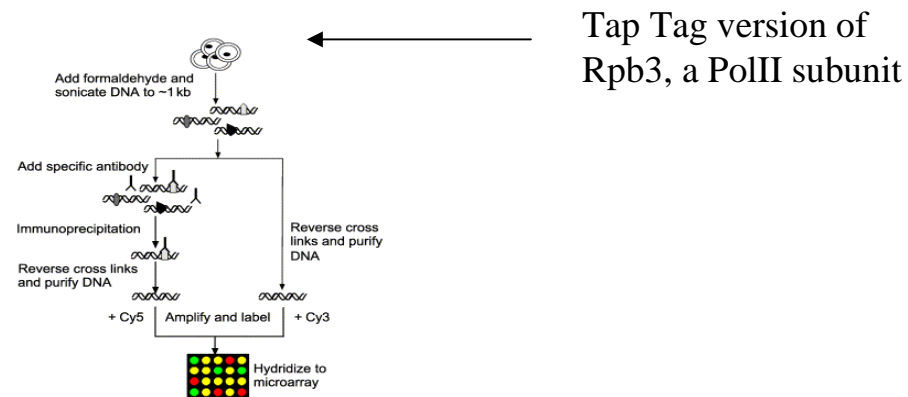 Tap Tag version of
Rpb3, a PolII subunit
Add formaldehyde and
sonicate DNA to ~1 kb
Add specific antibody
Immunoprecipitation
Reverse cross links
and purify DNA
Reverse cross
links and purify
DNA
+ Cy5 Amplify and label + Cy3
Hydridize to
microarray